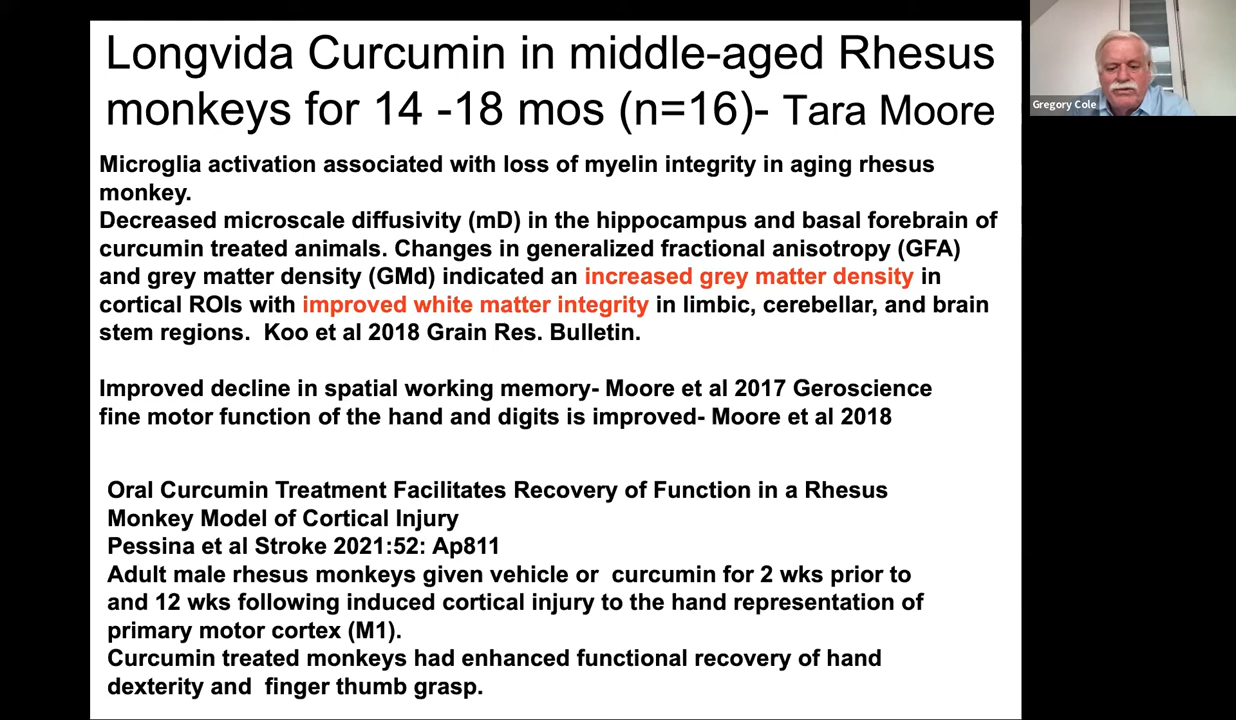 Longvida Curcumin in middle-aged Rhesus
monkeys for 14 -18 mos (n=16)- Tara Moore
Gregory Cole
Microglia activation associated with loss of myelin integrity in aging rhesus
monkey.
Decreased microscale diffusivity (mD) in the hippocampus and basal forebrain of
curcumin treated animals. Changes in generalized fractional anisotropy (GFA)
and grey matter density (GMd) indicated an increased grey matter density in
cortical ROIs with improved white matter integrity in limbic, cerebellar, and brain
stem regions.  Koo et al 2018 Grain Res. Bulletin.
Improved decline in spatial working memory- Moore et al 2017 Geroscience
fine motor function of the hand and digits is improved- Moore et al 2018
Oral Curcumin Treatment Facilitates Recovery of Function in a Rhesus
Monkey Model of Cortical Injury
Pessina et al Stroke 2021:52: Ap811
Adult male rhesus monkeys given vehicle or  curcumin for 2 wks prior to
and 12 wks following induced cortical injury to the hand representation of
primary motor cortex (M1).
Curcumin treated monkeys had enhanced functional recovery of hand
dexterity and  finger thumb grasp.